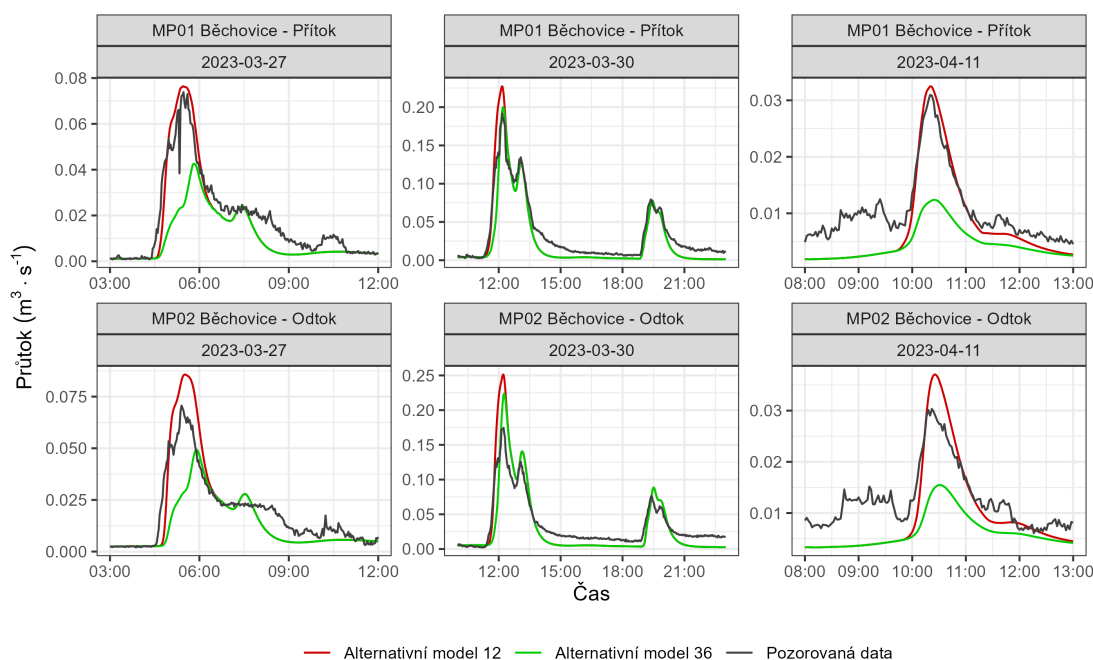 MP01 Běchovice - Přítok
MP01 Běchovice - Přítok
MP01 Běchovice - Přítok
2023-03-27
2023-03-30
2023-04-11
0.08
0.06
0.04
0.02
0.00
03:00 06:00 09:00 12:00
0.20
0.15
0.10
0.05
0.00
12:00 15:00 18:00 21:00
0.03
0.02
0.01
08:00 09:00 10:00 11:00 12:00 13:00
MP02 Běchovice - Odtok
MP02 Běchovice - Odtok
MP02 Běchovice - Odtok
2023-03-27
2023-03-30
2023-04-11
0.075
0.050
0.025
0.000
03:00 06:00 09:00 12:00
0.25
0.20
0.15
0.10
0.05
0.00
12:00 15:00 18:00 21:00
0.03
0.02
0.01
08:00 09:00 10:00 11:00 12:00 13:00
Průtok (m³ · s⁻¹)
Čas
Alternativní model 12 Alternativní model 36 Pozorovaná data